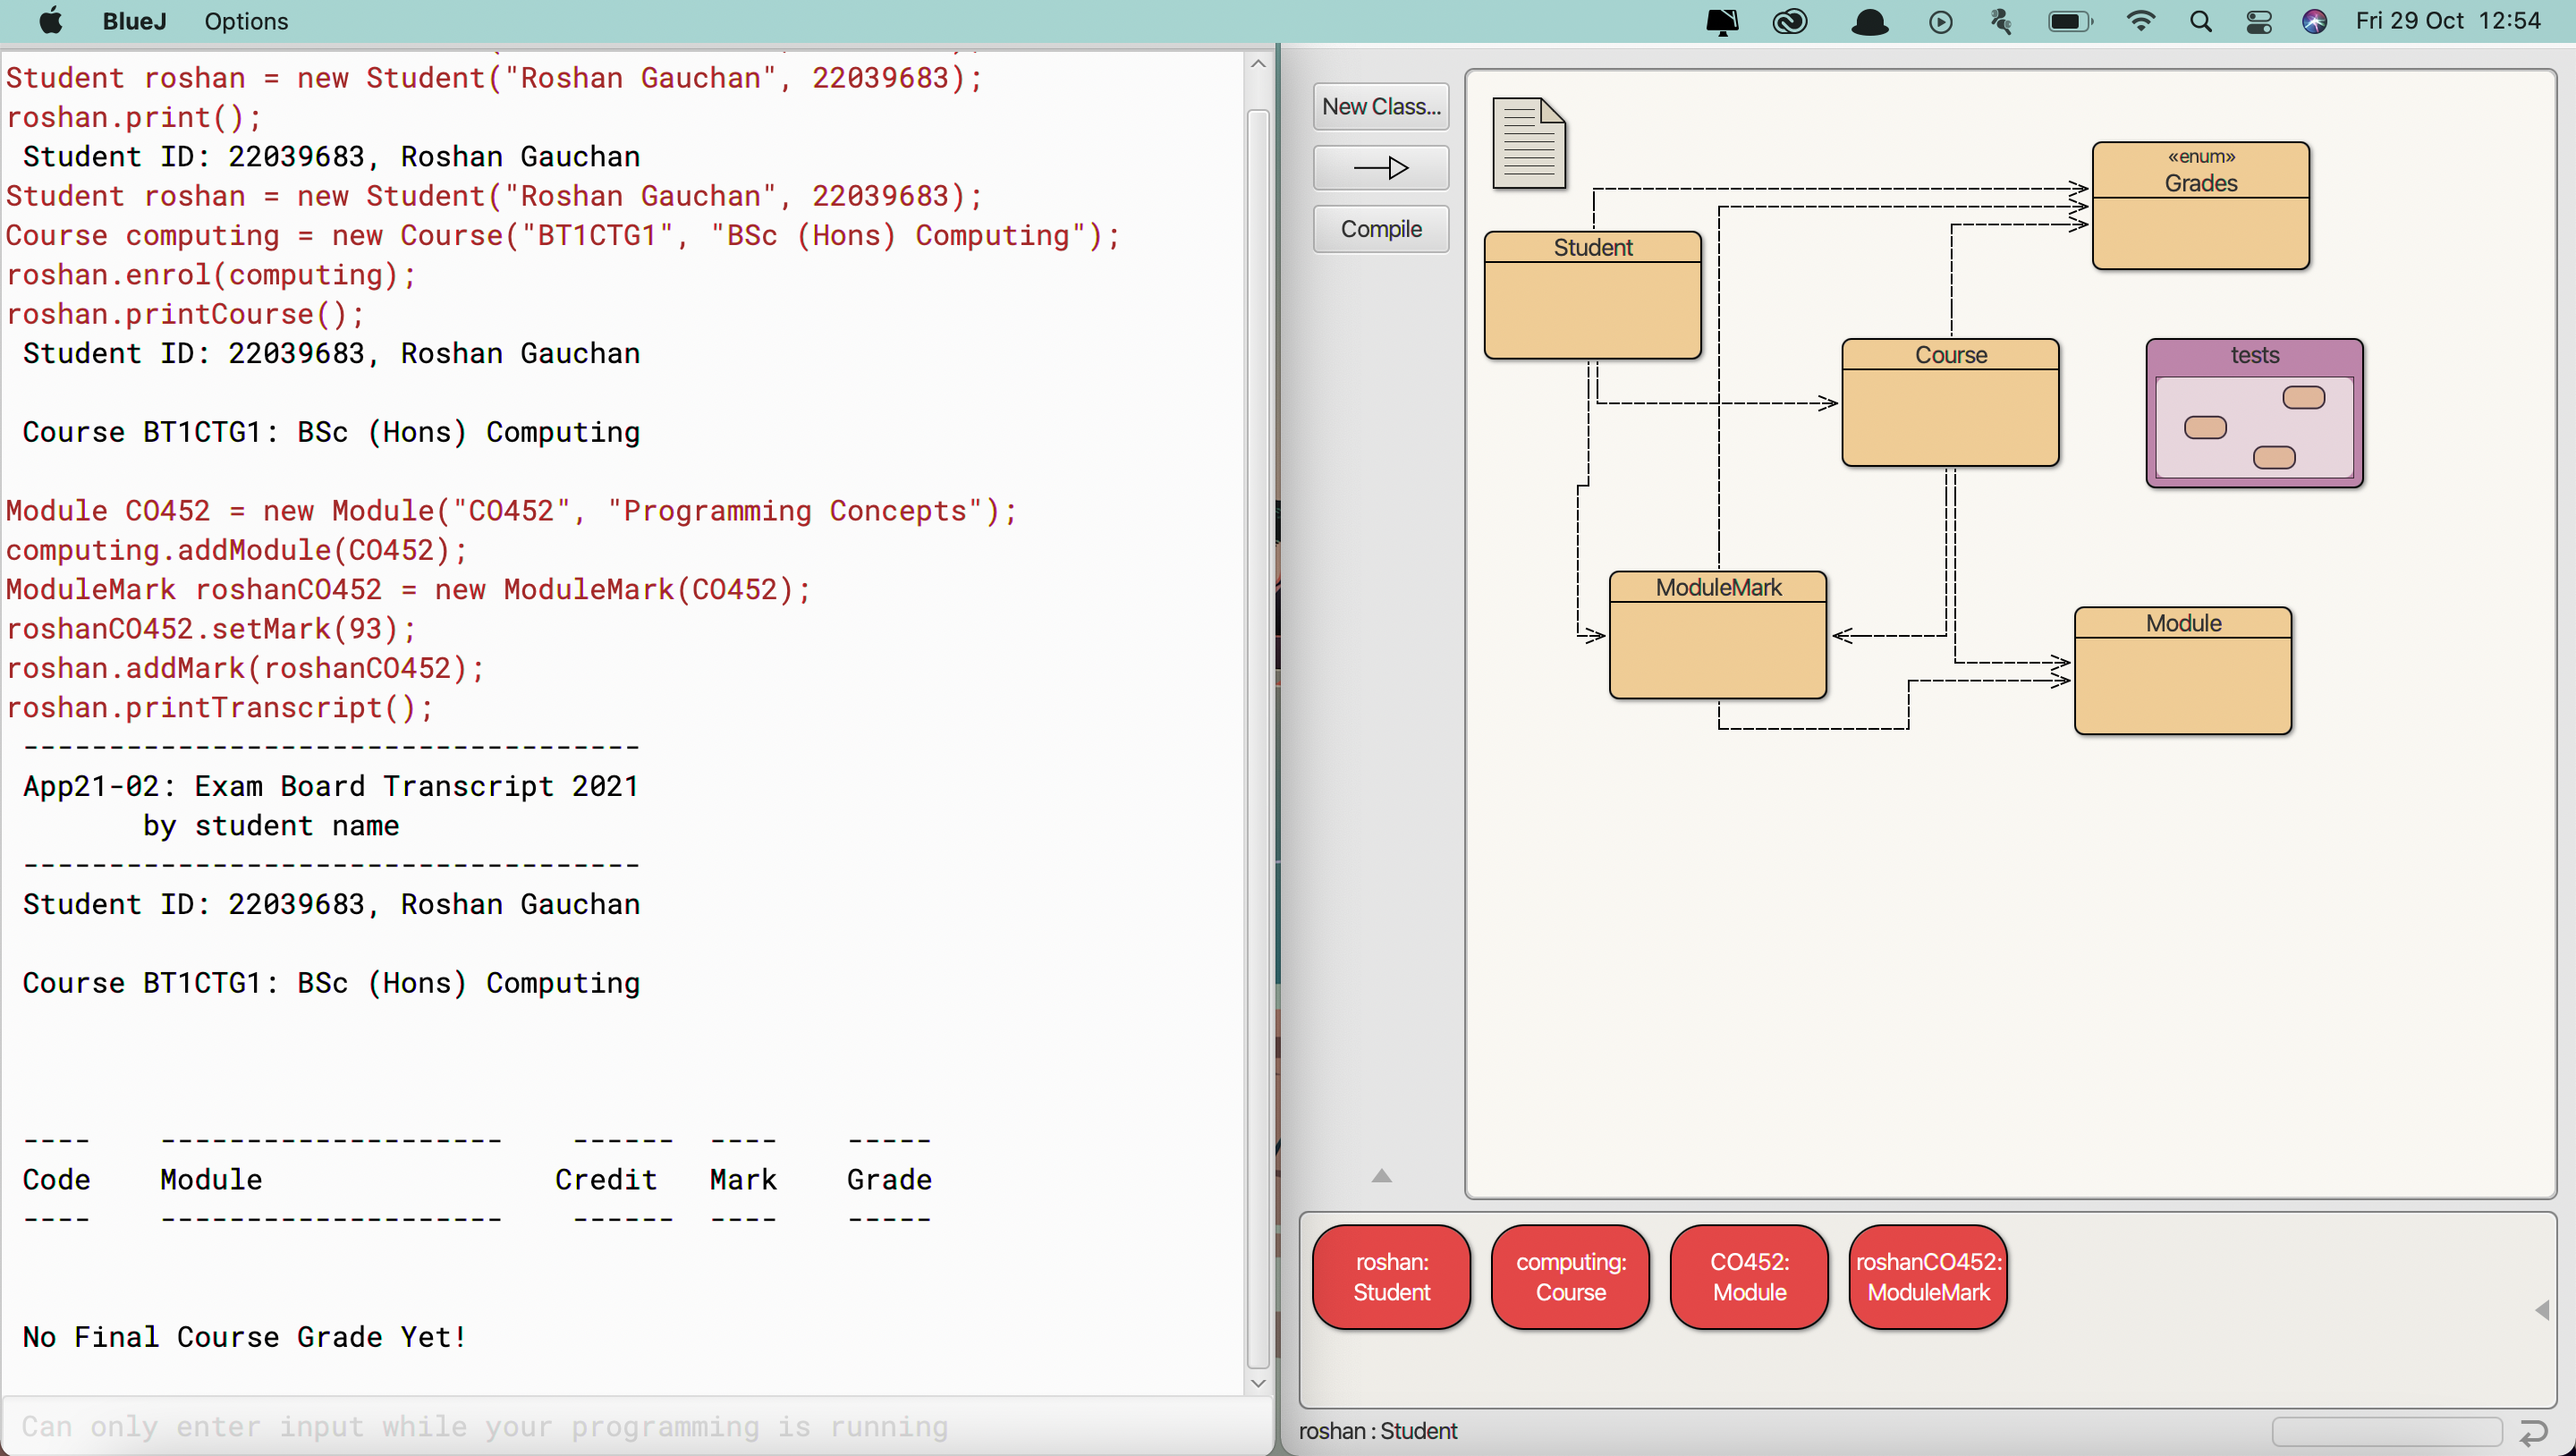 BlueJ Options Fri 29 Oct 12:54
Student roshan = new Student("Roshan Gauchan", 22039683);
roshan.print();
Student ID: 22039683, Roshan Gauchan
Student roshan = new Student("Roshan Gauchan", 22039683);
Course computing = new Course("BT1CTG1", "BSc (Hons) Computing");
roshan.enrol(computing);
roshan.printCourse();
Student ID: 22039683, Roshan Gauchan
Course BT1CTG1: BSc (Hons) Computing
Module CO452 = new Module("CO452", "Programming Concepts");
computing.addModule(CO452);
ModuleMark roshanCO452 = new ModuleMark(CO452);
roshanCO452.setMark(93);
roshan.addMark(roshanCO452);
roshan.printTranscript();
------------------------------------
App21-02: Exam Board Transcript 2021
by student name
------------------------------------
Student ID: 22039683, Roshan Gauchan
Course BT1CTG1: BSc (Hons) Computing
---- -------------------- ------ ---- -----
Code Module Credit Mark Grade
---- -------------------- ------ ---- -----
No Final Course Grade Yet!
Can only enter input while your programming is running
New Class...
Compile
«enum»
Grades
Student
Course
tests
ModuleMark
Module
roshan:
Student
computing:
Course
CO452:
Module
roshanCO452:
ModuleMark
roshan : Student